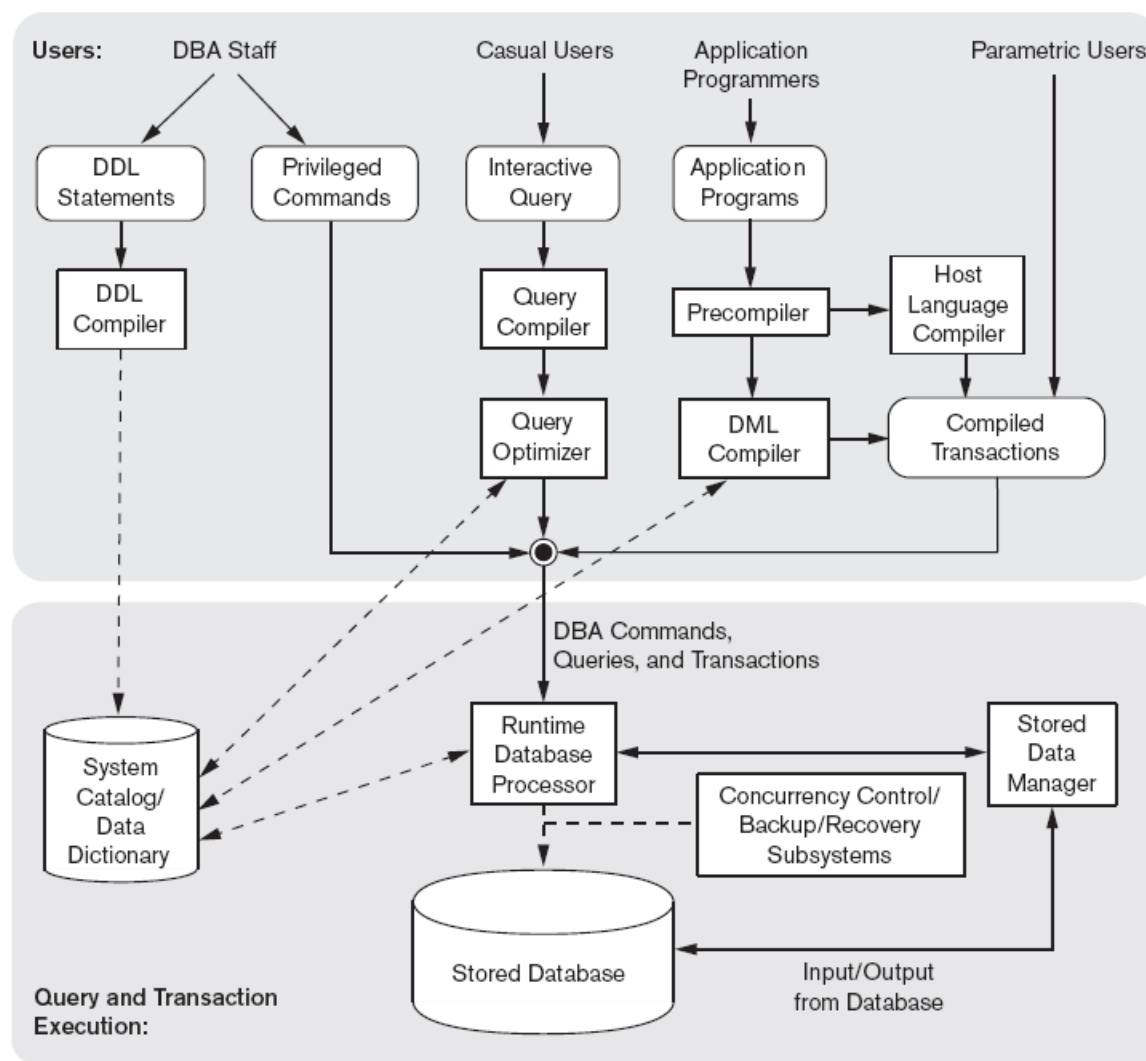 Users:
DBA Staff
Casual Users
Application
Programmers
Parametric Users
DDL
Statements
Privileged
Commands
Interactive
Query
Application
Programs
DDL
Compiler
Query
Compiler
Precompiler
Host
Language
Compiler
Query
Optimizer
DML
Compiler
Compiled
Transactions
DBA Commands,
Queries, and Transactions
System
Catalog/
Data
Dictionary
Runtime
Database
Processor
Stored
Data
Manager
Concurrency Control/
Backup/Recovery
Subsystems
Stored Database
Input/Output
from Database
Query and Transaction
Execution: